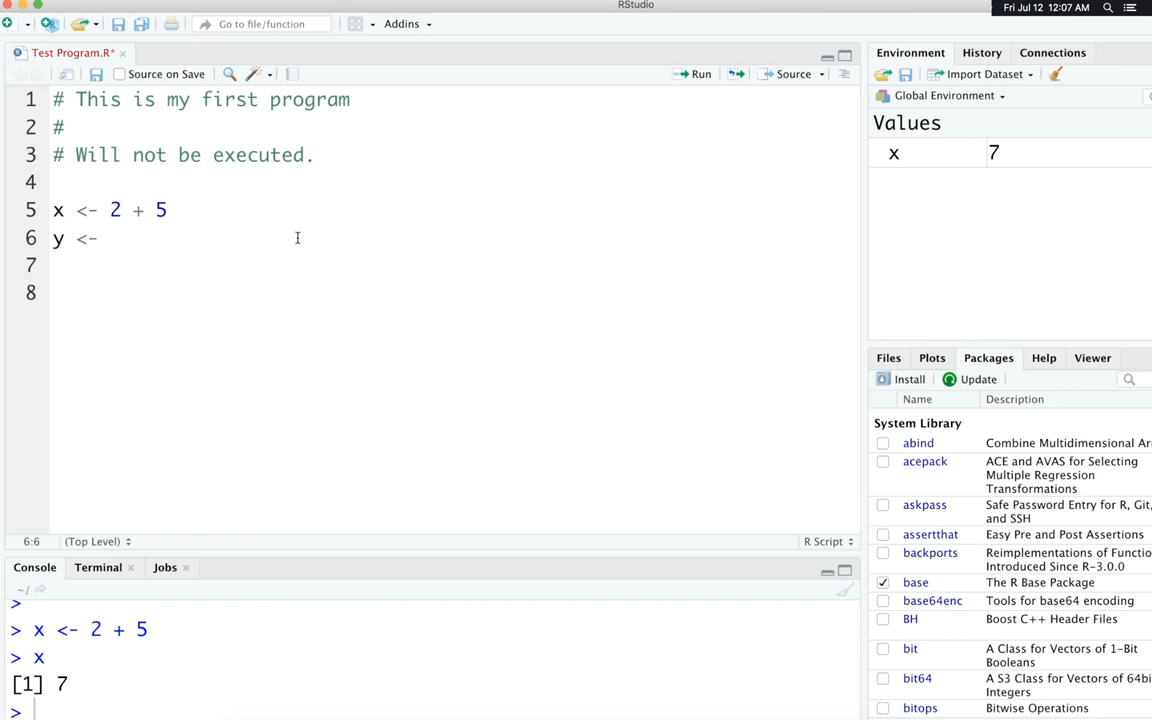 RStudio
Fri Jul 12 12:07 AM
Go to file/function
Addins
Test Program.R*
Source on Save
Run
Source
1 # This is my first program
2 #
3 # Will not be executed.
4
5 x <- 2 + 5
6 y <-
7
8
6:6 (Top Level)
R Script
Console Terminal Jobs
~/
>
> x <- 2 + 5
> x
[1] 7
>
Environment History Connections
Import Dataset
Global Environment
Values
x 7
Files Plots Packages Help Viewer
Install Update
Name Description
System Library
abind Combine Multidimensional Ar
acepack ACE and AVAS for Selecting
Multiple Regression
Transformations
askpass Safe Password Entry for R, Git,
and SSH
assertthat Easy Pre and Post Assertions
backports Reimplementations of Functio
Introduced Since R-3.0.0
base The R Base Package
base64enc Tools for base64 encoding
BH Boost C++ Header Files
bit A Class for Vectors of 1-Bit
Booleans
bit64 A S3 Class for Vectors of 64bi
Integers
bitops Bitwise Operations